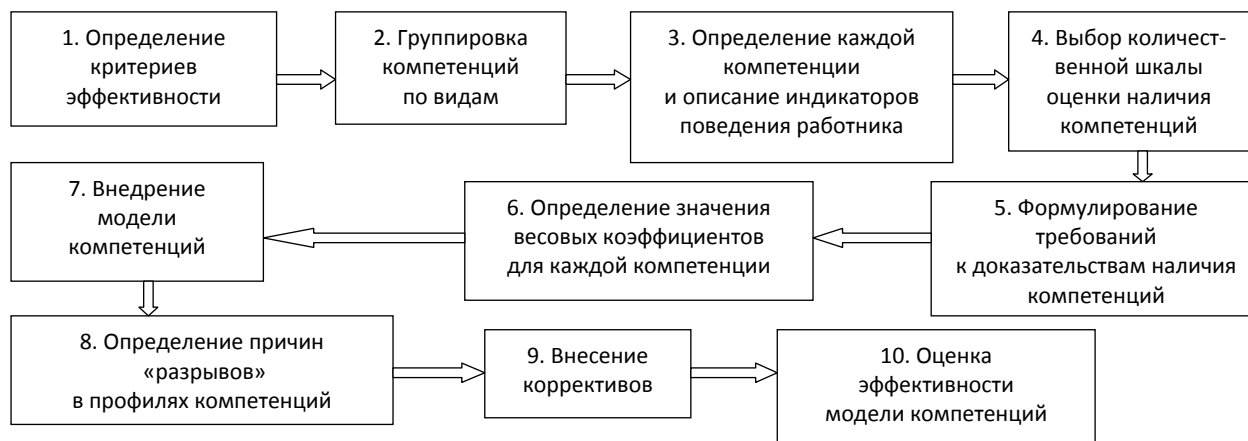 1. Определение
критериев
эффективности
2. Группировка
компетенций
по видам
3. Определение каждой
компетенции
и описание индикаторов
поведения работника
4. Выбор количест-
венной шкалы
оценки наличия
компетенций
5. Формулирование
требований
к доказательствам наличия
компетенций
6. Определение значения
весовых коэффициентов
для каждой компетенции
7. Внедрение
модели
компетенций
8. Определение причин
«разрывов»
в профилях компетенций
9. Внесение
коррективов
10. Оценка
эффективности
модели компетенций